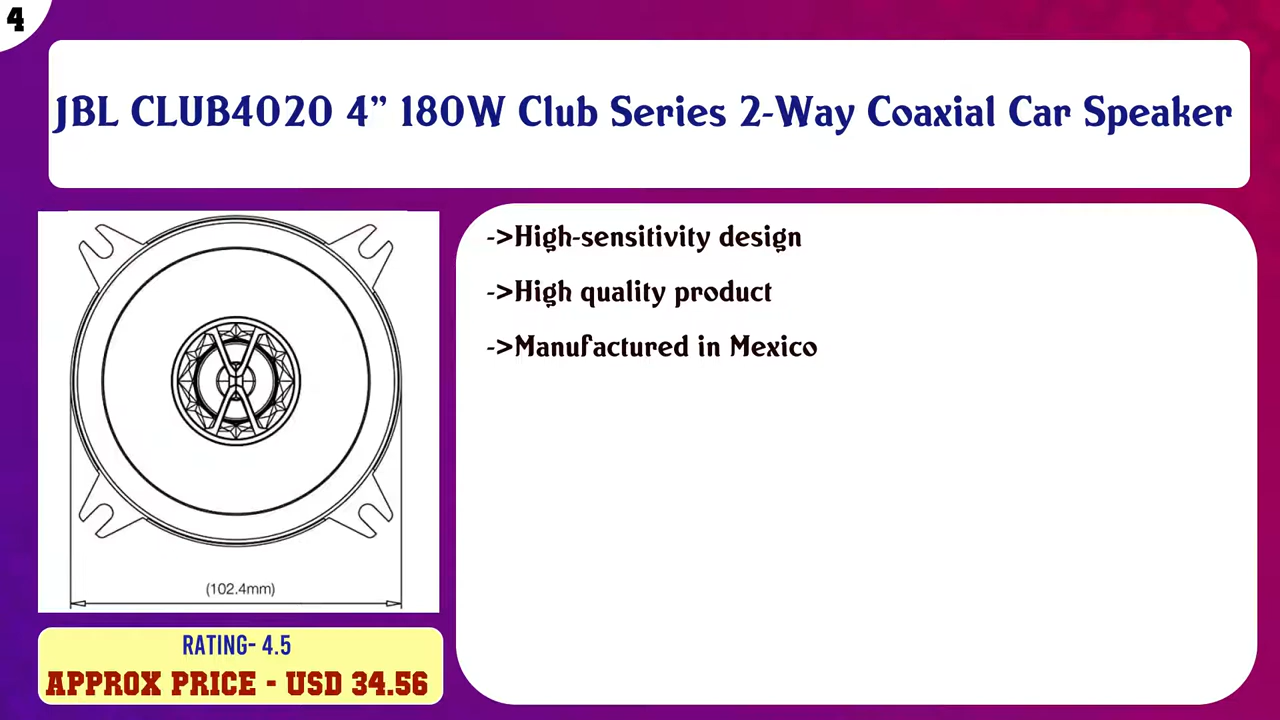 4
JBL CLUB4020 4” 180W Club Series 2-Way Coaxial Car Speaker
->High-sensitivity design
->High quality product
->Manufactured in Mexico
(102.4mm)
RATING- 4.5
APPROX PRICE - USD 34.56